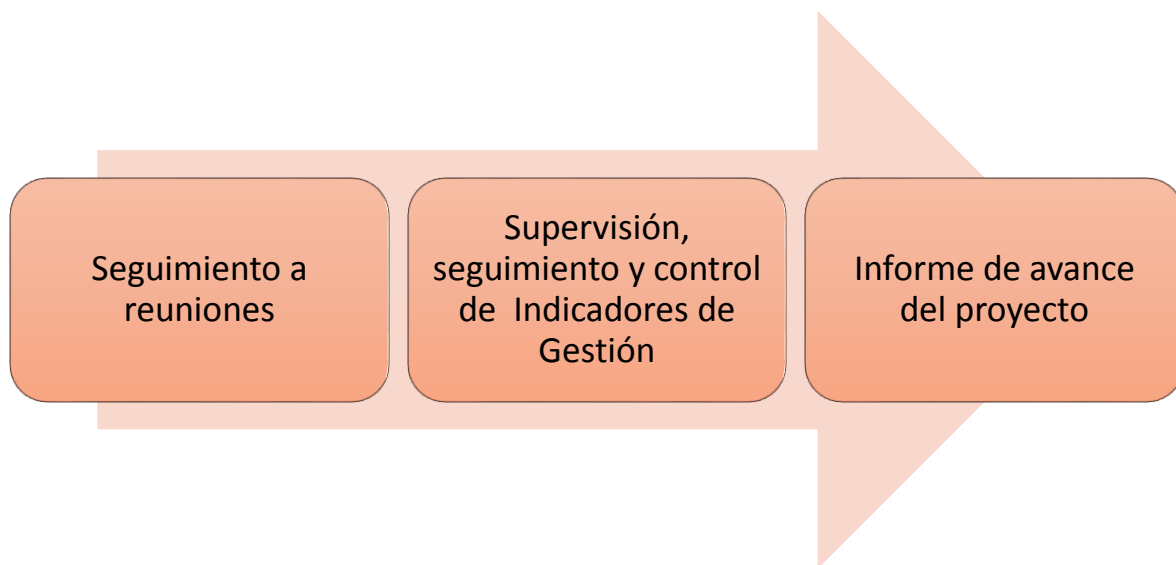 Seguimiento a
reuniones
Supervisión,
seguimiento y control
de Indicadores de
Gestión
Informe de avance
del proyecto